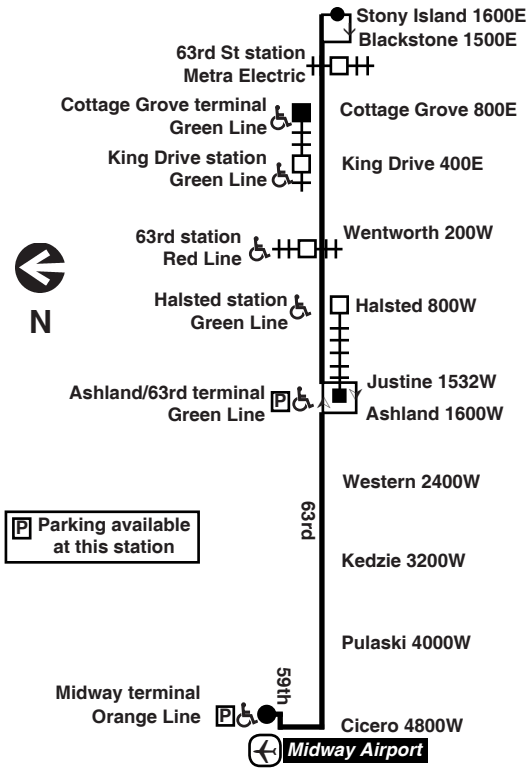 Stony Island 1600E
Blackstone 1500E
63rd St station
Metra Electric
Cottage Grove terminal
Green Line
Cottage Grove 800E
King Drive station
Green Line
King Drive 400E
63rd station
Red Line
Wentworth 200W
N
Halsted station
Green Line
Halsted 800W
Ashland/63rd terminal
Green Line
P
Justine 1532W
Ashland 1600W
Western 2400W
63rd
P Parking available
at this station
Kedzie 3200W
Pulaski 4000W
59th
Midway terminal
Orange Line
P
Cicero 4800W
Midway Airport